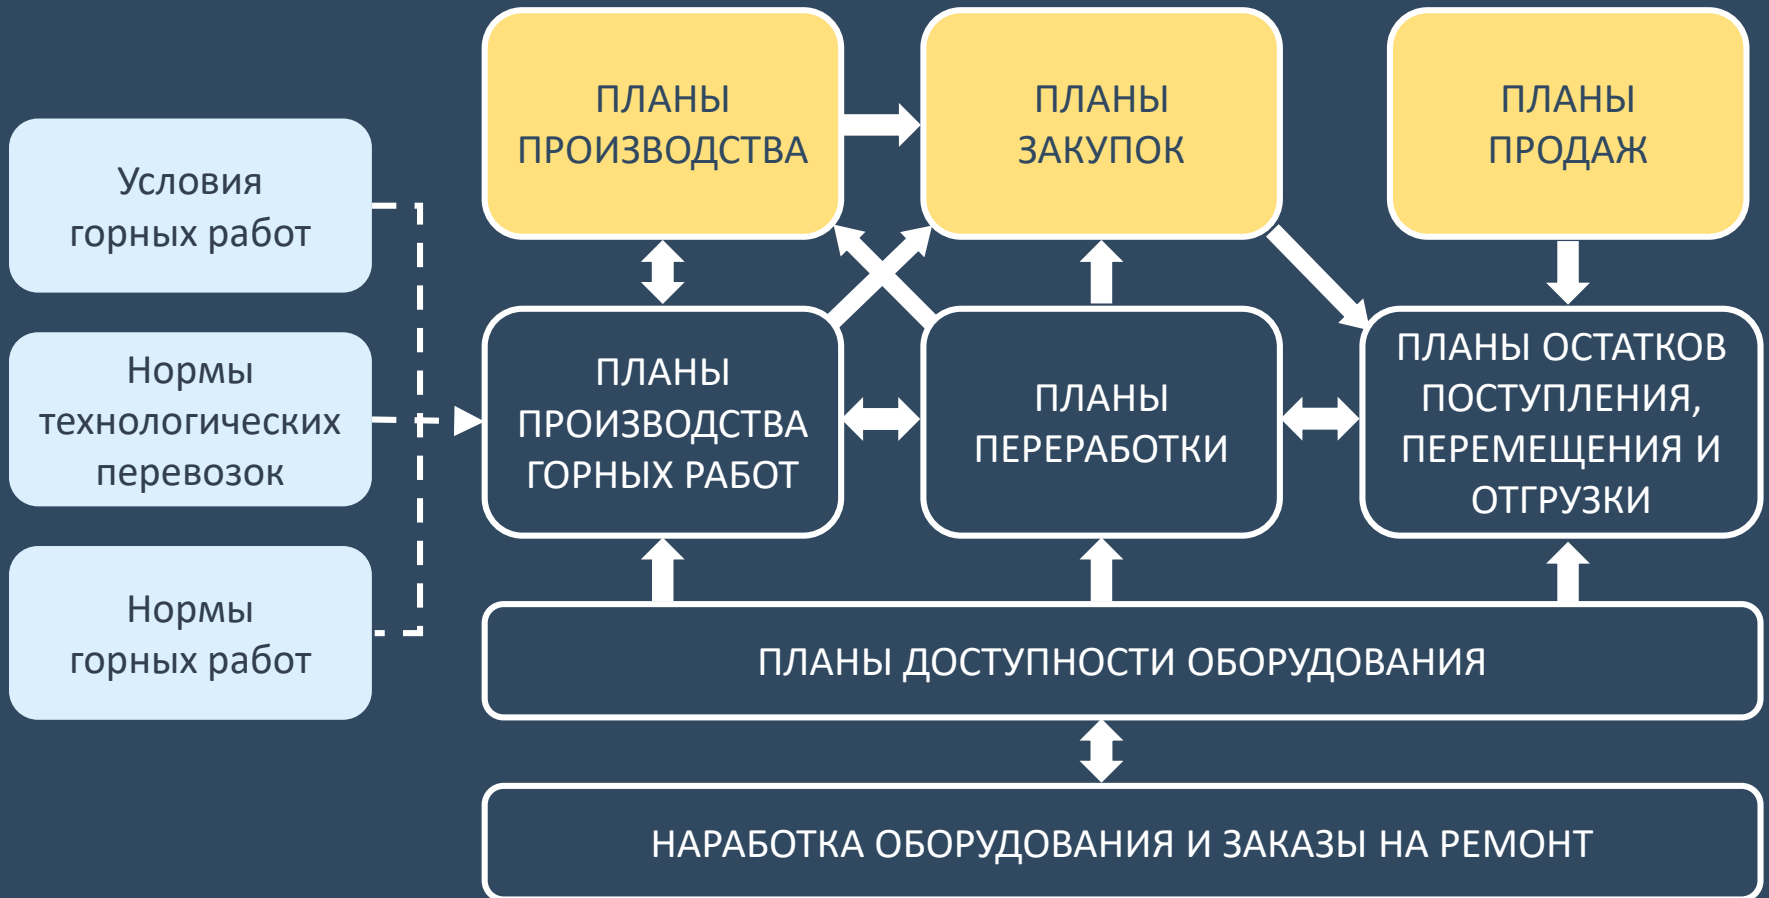 ПЛАНЫ
ПРОИЗВОДСТВА
ПЛАНЫ
ЗАКУПОК
ПЛАНЫ
ПРОДАЖ
Условия
горных работ
Нормы
технологических
перевозок
Нормы
горных работ
ПЛАНЫ
ПРОИЗВОДСТВА
ГОРНЫХ РАБОТ
ПЛАНЫ
ПЕРЕРАБОТКИ
ПЛАНЫ ОСТАТКОВ
ПОСТУПЛЕНИЯ,
ПЕРЕМЕЩЕНИЯ И
ОТГРУЗКИ
ПЛАНЫ ДОСТУПНОСТИ ОБОРУДОВАНИЯ
НАРАБОТКА ОБОРУДОВАНИЯ И ЗАКАЗЫ НА РЕМОНТ